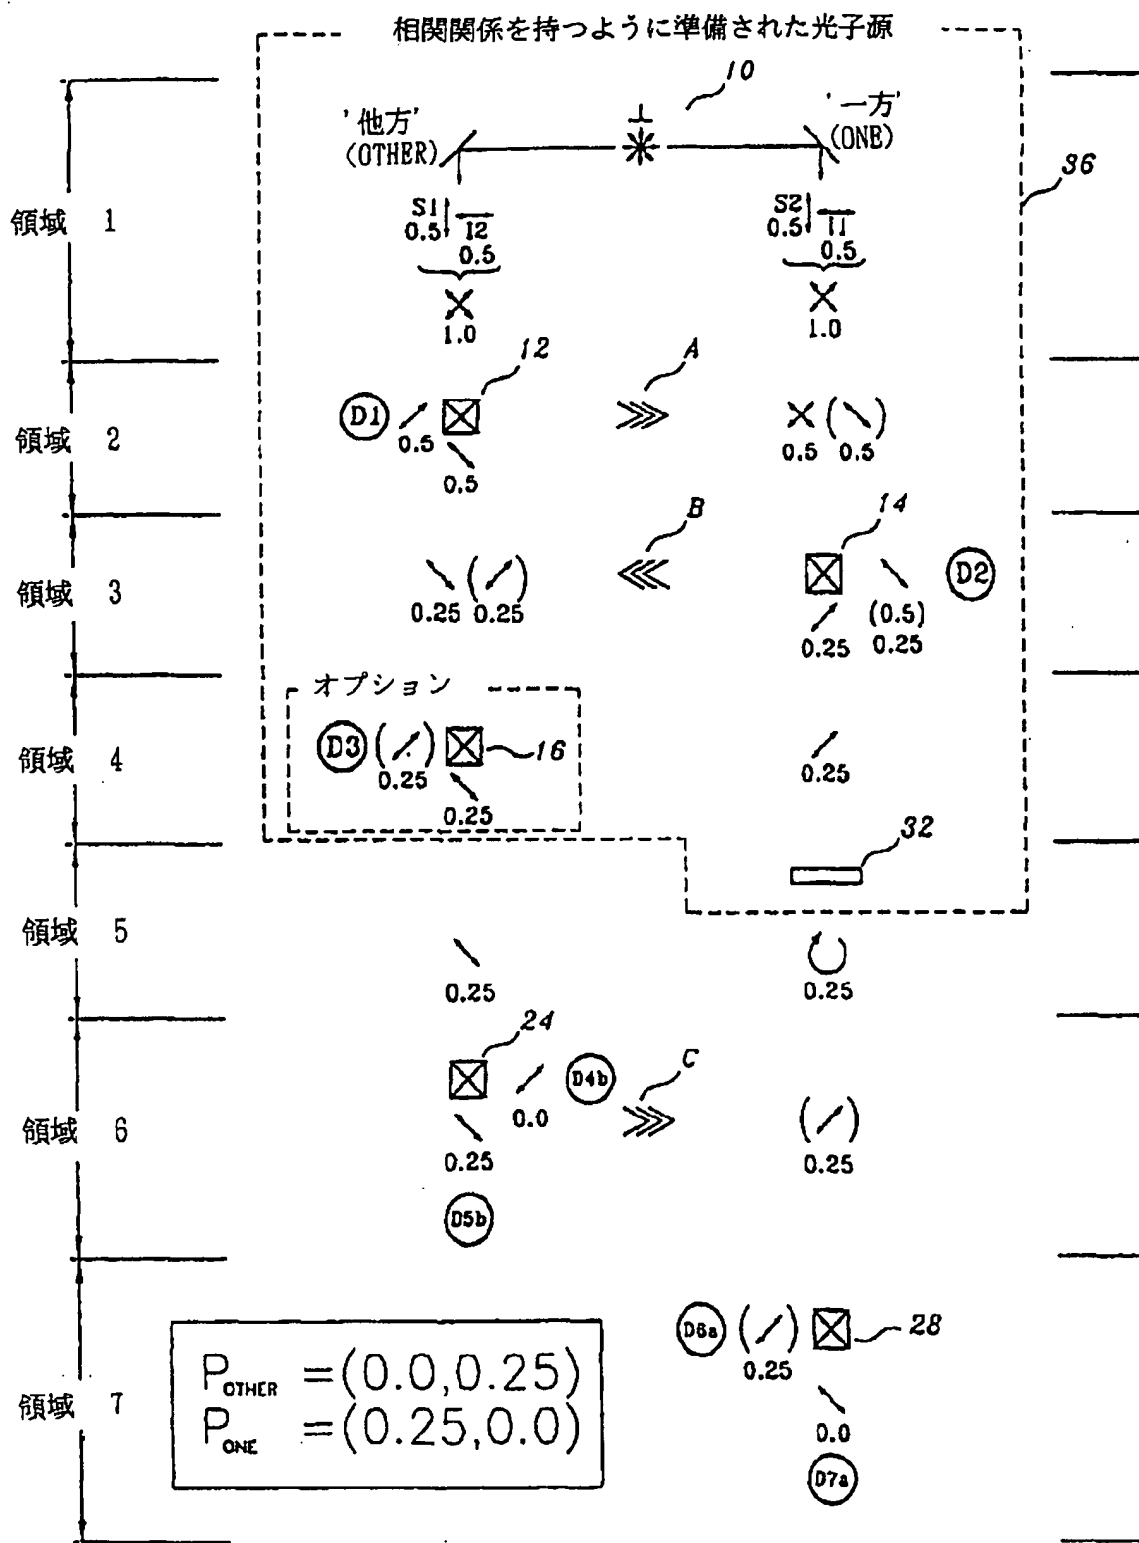 相関関係を持つように準備された光子源
10
'他方'
(OTHER)
'一方'
(ONE)
36
領域 1
S1
0.5
I2
0.5
1.0
S2
0.5
I1
0.5
1.0
領域 2
D1
0.5
12
0.5
A
0.5 (0.5)
領域 3
0.25 (0.25)
B
14
0.25
(0.5)
0.25
D2
領域 4
オプション
D3
(0.25)
16
0.25
0.25
32
領域 5
0.25
0.25
領域 6
24
0.0
D4b
0.25
D5b
C
(0.25)
領域 7
P OTHER =(0.0,0.25)
P ONE =(0.25,0.0)
D6a
(0.25)
28
0.0
D7a